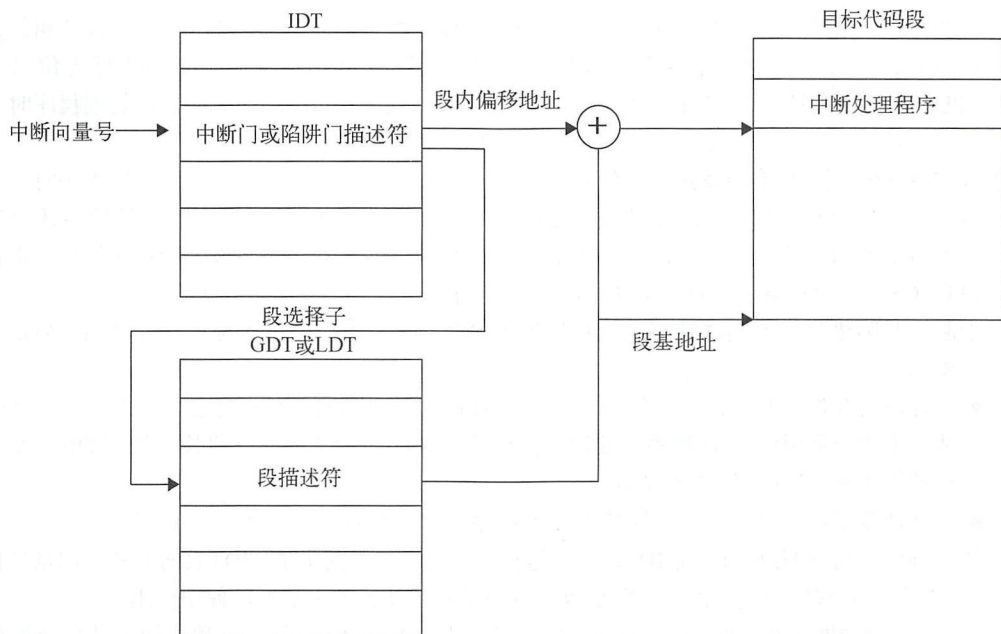 IDT
目标代码段
段内偏移地址
中断处理程序
中断向量号
中断门或陷阱门描述符
+
段选择子
GDT或LDT
段基地址
段描述符